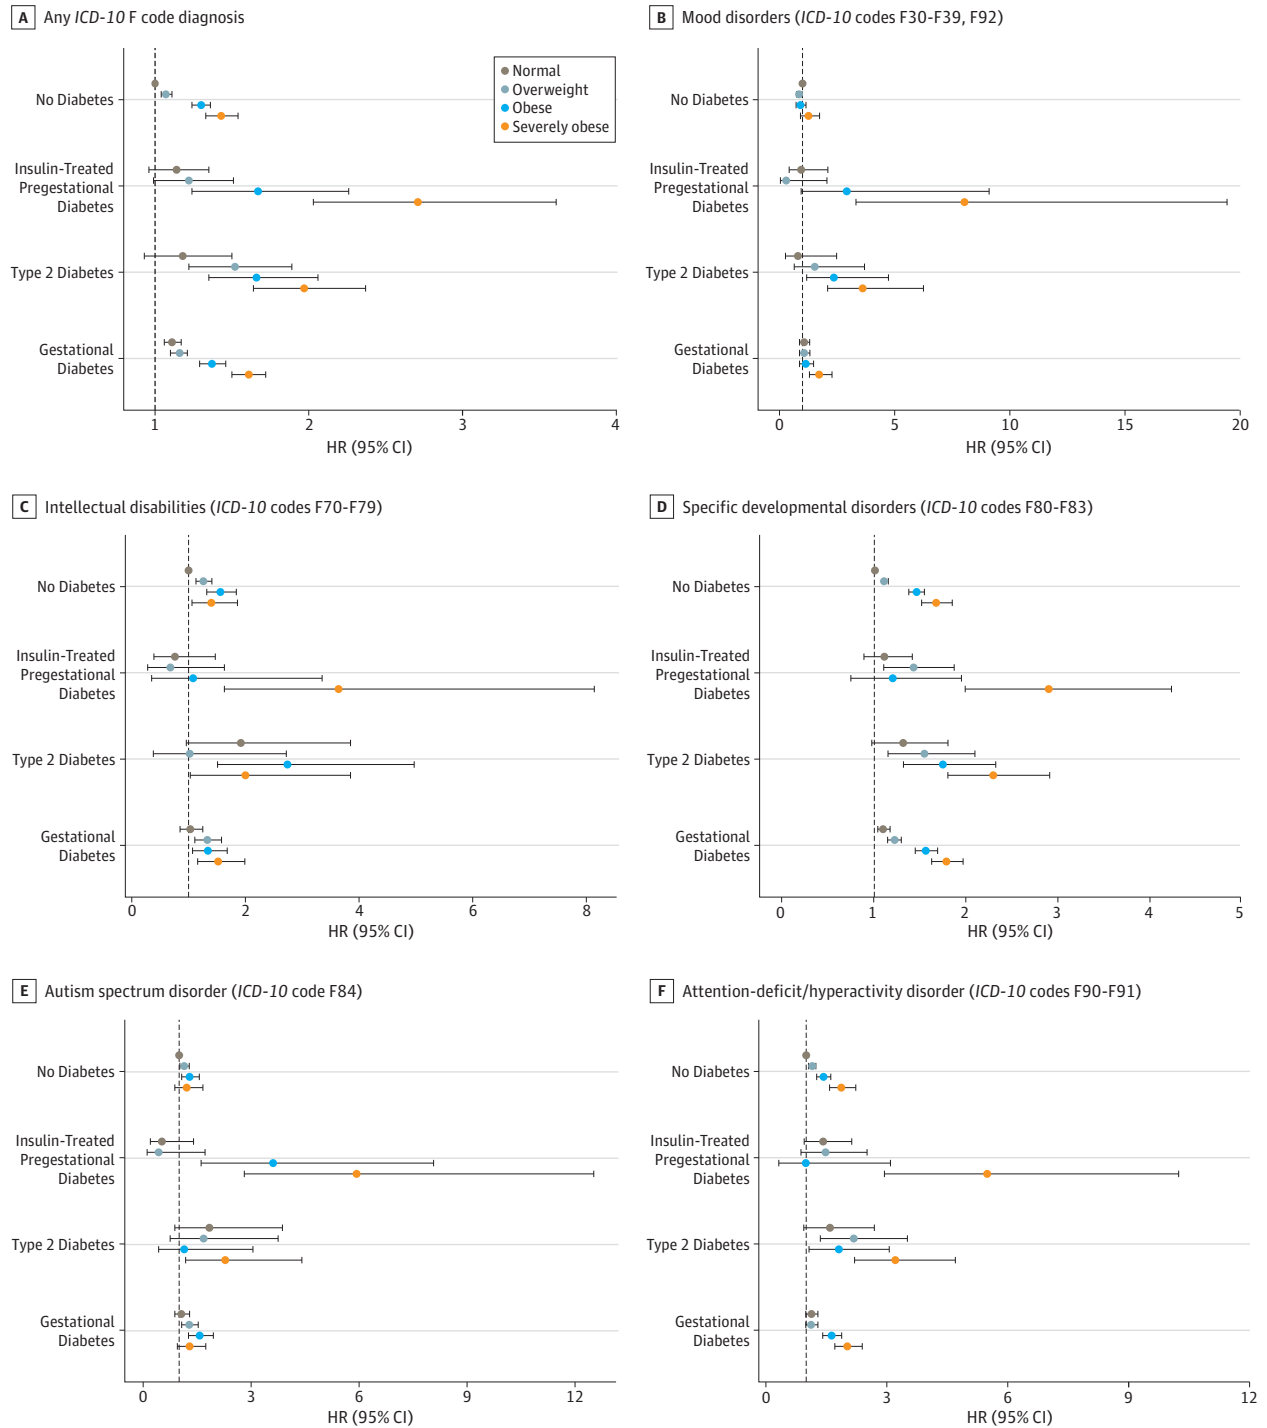 A Any ICD-10 F code diagnosis
Normal
Overweight
Obese
Severely obese
No Diabetes
Insulin-Treated
Pregestational
Diabetes
Type 2 Diabetes
Gestational
Diabetes
1 2 3 4
HR (95% CI)
B Mood disorders (ICD-10 codes F30-F39, F92)
No Diabetes
Insulin-Treated
Pregestational
Diabetes
Type 2 Diabetes
Gestational
Diabetes
0 5 10 15 20
HR (95% CI)
C Intellectual disabilities (ICD-10 codes F70-F79)
No Diabetes
Insulin-Treated
Pregestational
Diabetes
Type 2 Diabetes
Gestational
Diabetes
0 2 4 6 8
HR (95% CI)
D Specific developmental disorders (ICD-10 codes F80-F83)
No Diabetes
Insulin-Treated
Pregestational
Diabetes
Type 2 Diabetes
Gestational
Diabetes
0 1 2 3 4 5
HR (95% CI)
E Autism spectrum disorder (ICD-10 code F84)
No Diabetes
Insulin-Treated
Pregestational
Diabetes
Type 2 Diabetes
Gestational
Diabetes
0 3 6 9 12
HR (95% CI)
F Attention-deficit/hyperactivity disorder (ICD-10 codes F90-F91)
No Diabetes
Insulin-Treated
Pregestational
Diabetes
Type 2 Diabetes
Gestational
Diabetes
0 3 6 9 12
HR (95% CI)